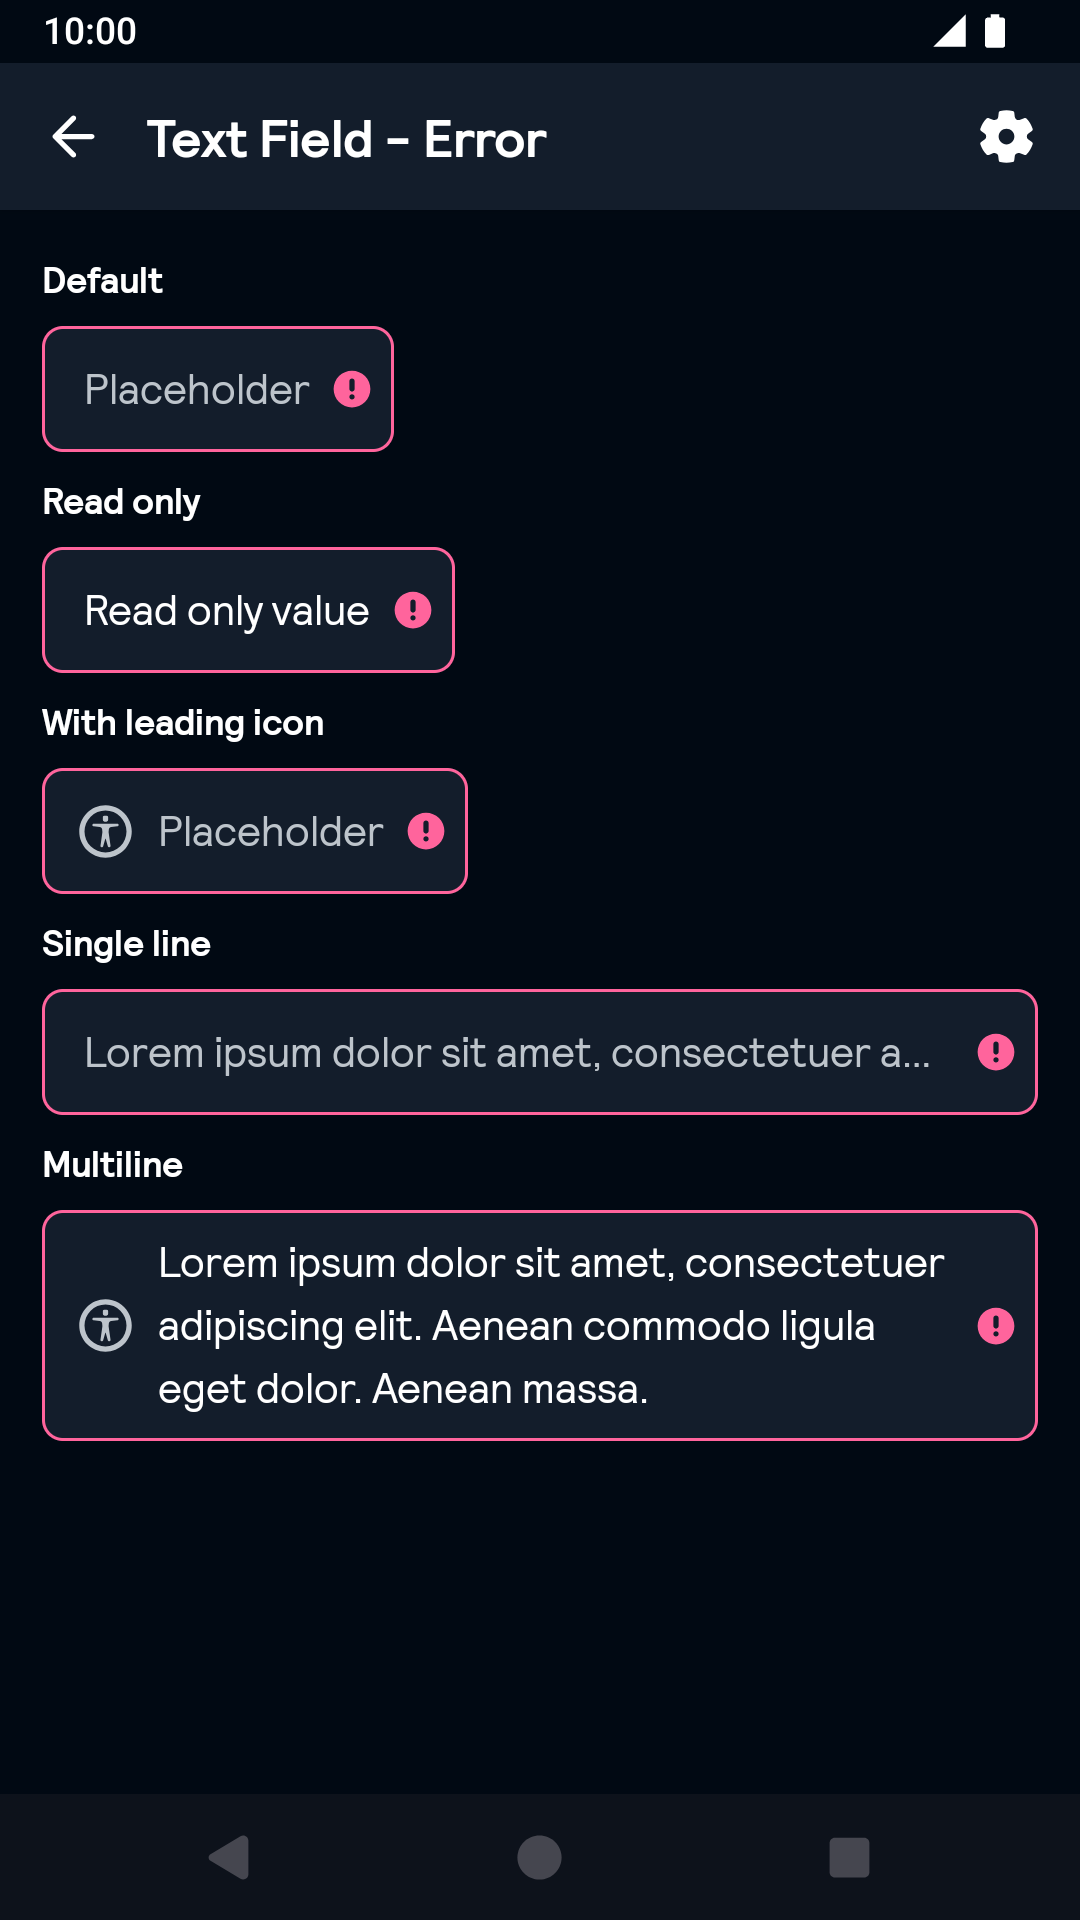 10:00
Text Field - Error
Default
Placeholder
Read only
Read only value
With leading icon
Placeholder
Single line
Lorem ipsum dolor sit amet, consectetuer a...
Multiline
Lorem ipsum dolor sit amet, consectetuer
adipiscing elit. Aenean commodo ligula
eget dolor. Aenean massa.